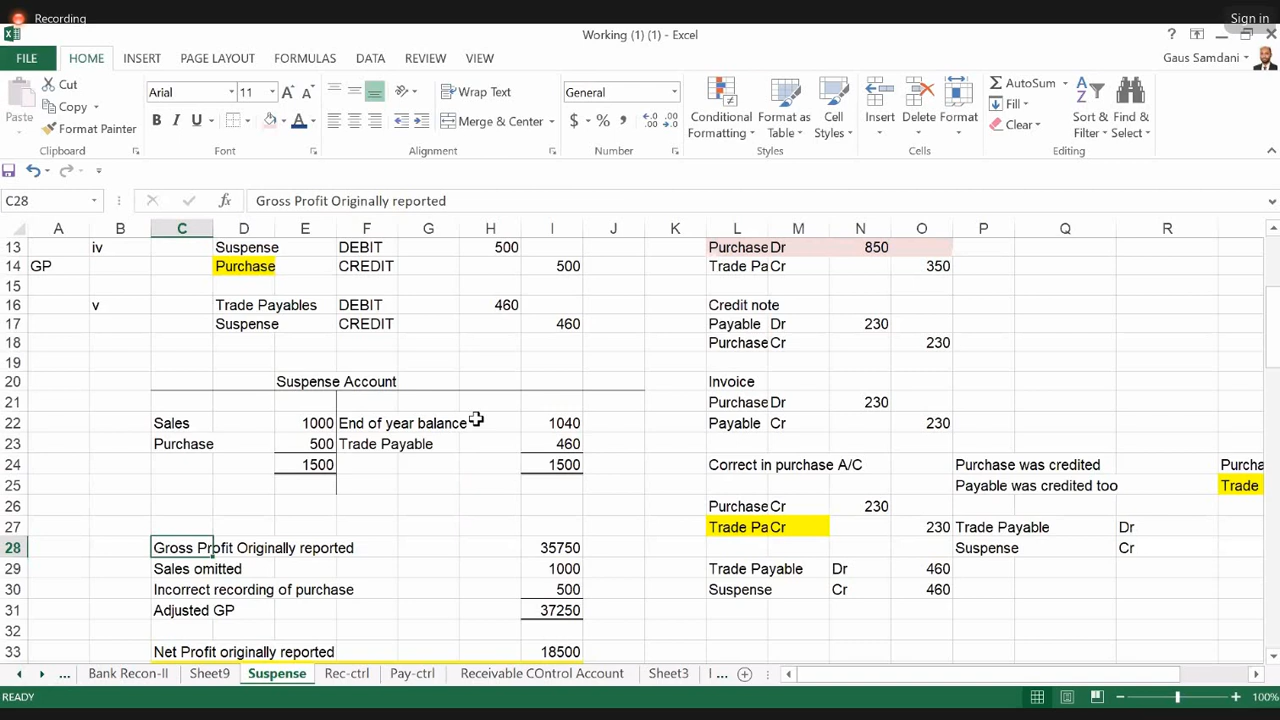 Recording
Sign in
Working (1) (1) - Excel
FILE HOME INSERT PAGE LAYOUT FORMULAS DATA REVIEW VIEW
Gaus Samdani
Paste
Cut
Copy
Format Painter
Clipboard
Arial 11
B I U A
Font
Wrap Text
Merge & Center
Alignment
General
$ %
Number
Conditional Formatting
Format as Table
Cell Styles
Styles
Insert Delete Format
Cells
AutoSum
Fill
Clear
Sort & Filter
Find & Select
Editing
C28 Gross Profit Originally reported
A B C D E F G H I J K L M N O P Q R
13 iv Suspense DEBIT 500 Purchase Dr 850
14 GP Purchase CREDIT 500 Trade Pa Cr 350
15
16 v Trade Payables DEBIT 460 Credit note
17 Suspense CREDIT 460 Payable Dr 230
18 Purchase Cr 230
19
20 Suspense Account Invoice
21 Purchase Dr 230
22 Sales 1000 End of year balance 1040 Payable Cr 230
23 Purchase 500 Trade Payable 460
24 1500 1500 Correct in purchase A/C Purchase was credited Purcha
25 Payable was credited too Trade
26 Purchase Cr 230
27 Trade Pa Cr 230 Trade Payable Dr
28 Gross Profit Originally reported 35750 Suspense Cr
29 Sales omitted 1000 Trade Payable Dr 460
30 Incorrect recording of purchase 500 Suspense Cr 460
31 Adjusted GP 37250
32
33 Net Profit originally reported 18500
... Bank Recon-II Sheet9 Suspense Rec-ctrl Pay-ctrl Receivable COntrol Account Sheet3 I ...
READY 100%